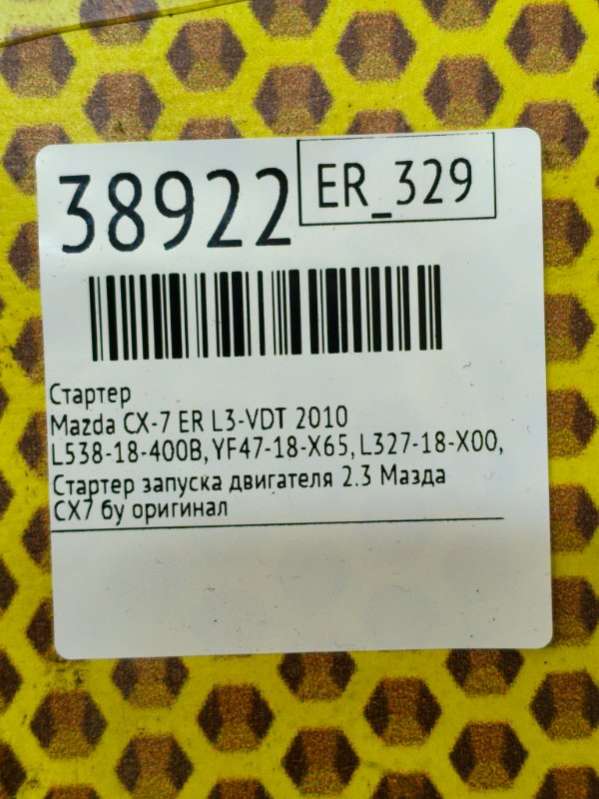 38922
ER_329
Стартер
Mazda CX-7 ER L3-VDT 2010
L538-18-400B, YF47-18-X65, L327-18-X00,
Стартер запуска двигателя 2.3 Мазда
СХ7 бу оригинал